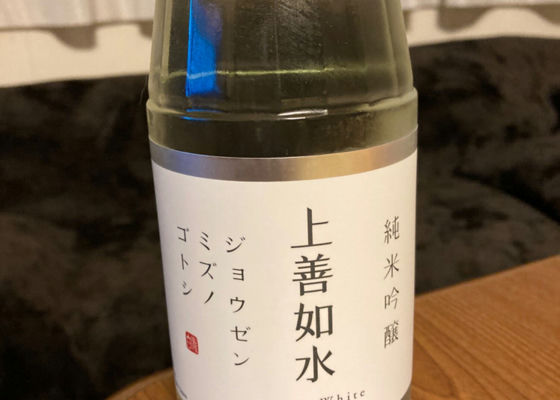 純米吟醸
上善如水
ジョウゼン
ミズノ
ゴトシ
White